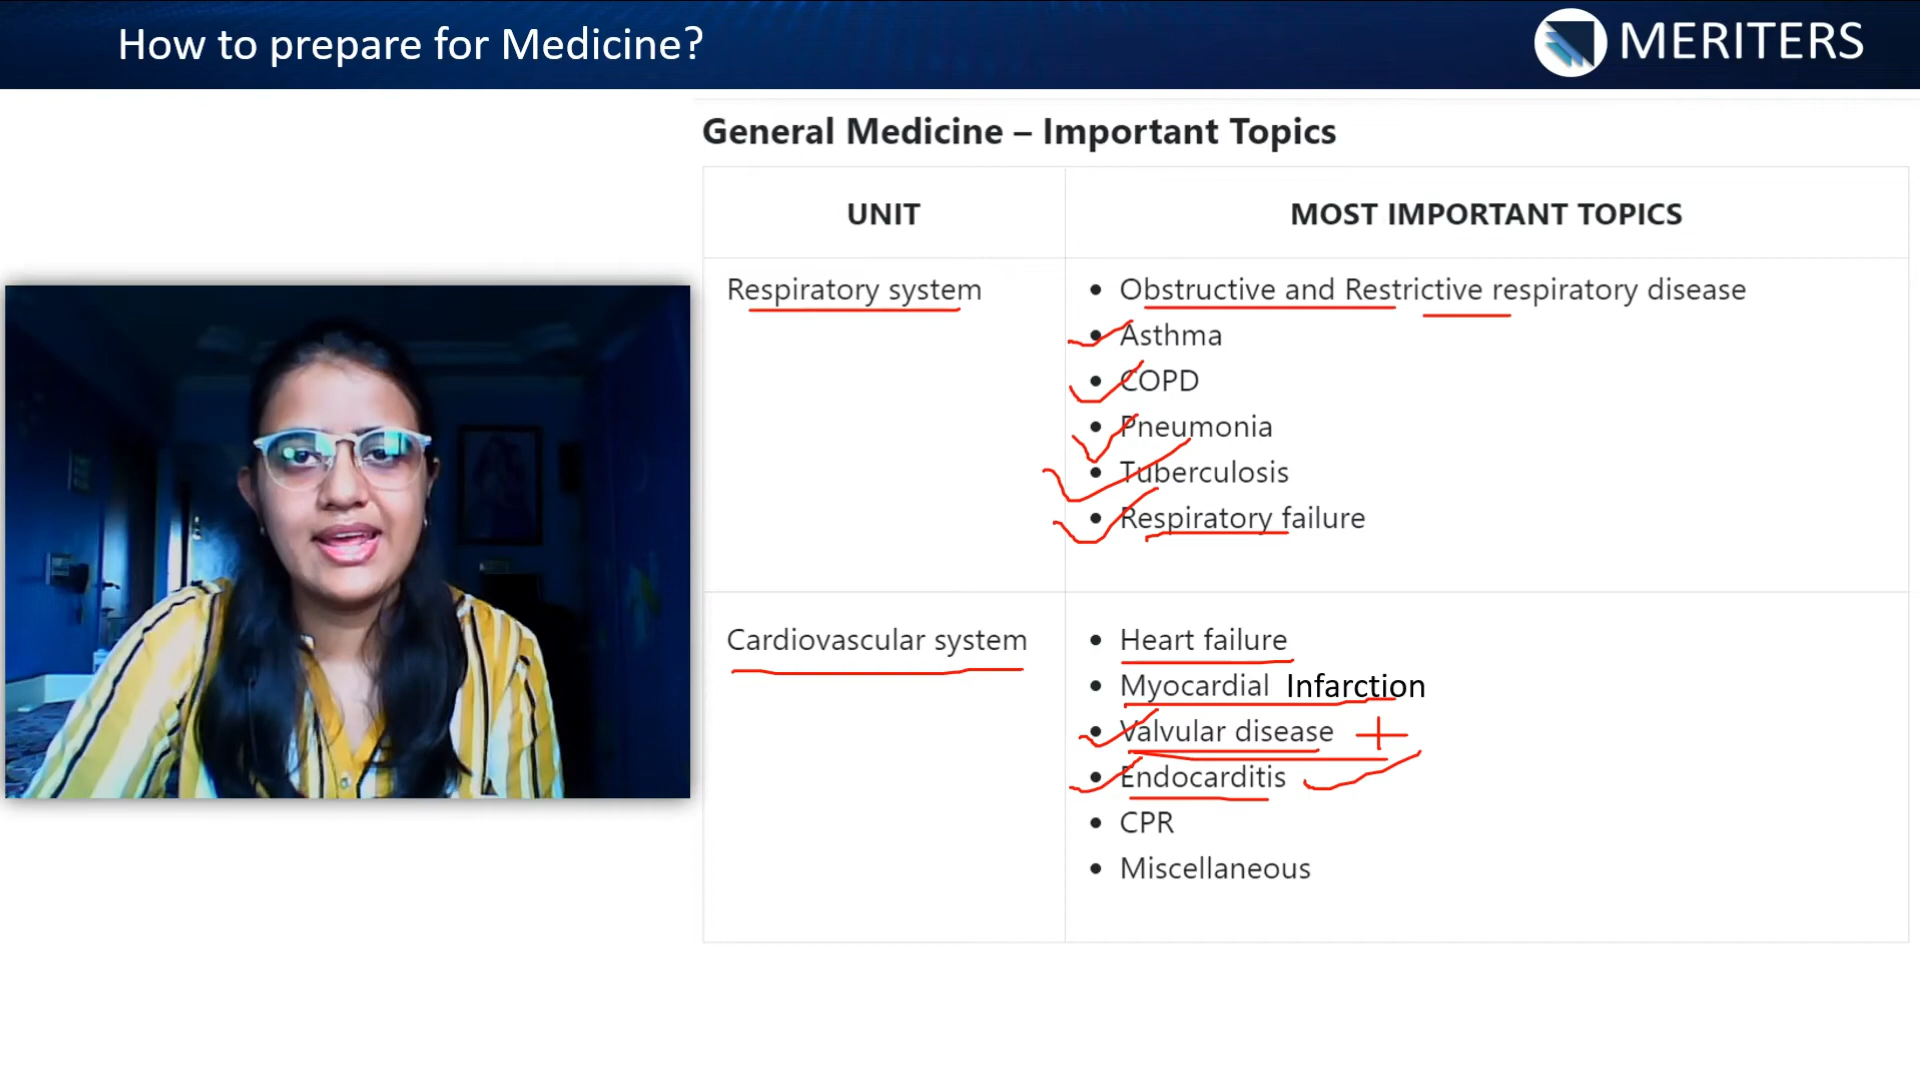 How to prepare for Medicine?
MERITERS
General Medicine – Important Topics
UNIT
MOST IMPORTANT TOPICS
Respiratory system
• Obstructive and Restrictive respiratory disease
• Asthma
• COPD
• Pneumonia
• Tuberculosis
• Respiratory failure
Cardiovascular system
• Heart failure
• Myocardial Infarction
• Valvular disease +
• Endocarditis
• CPR
• Miscellaneous